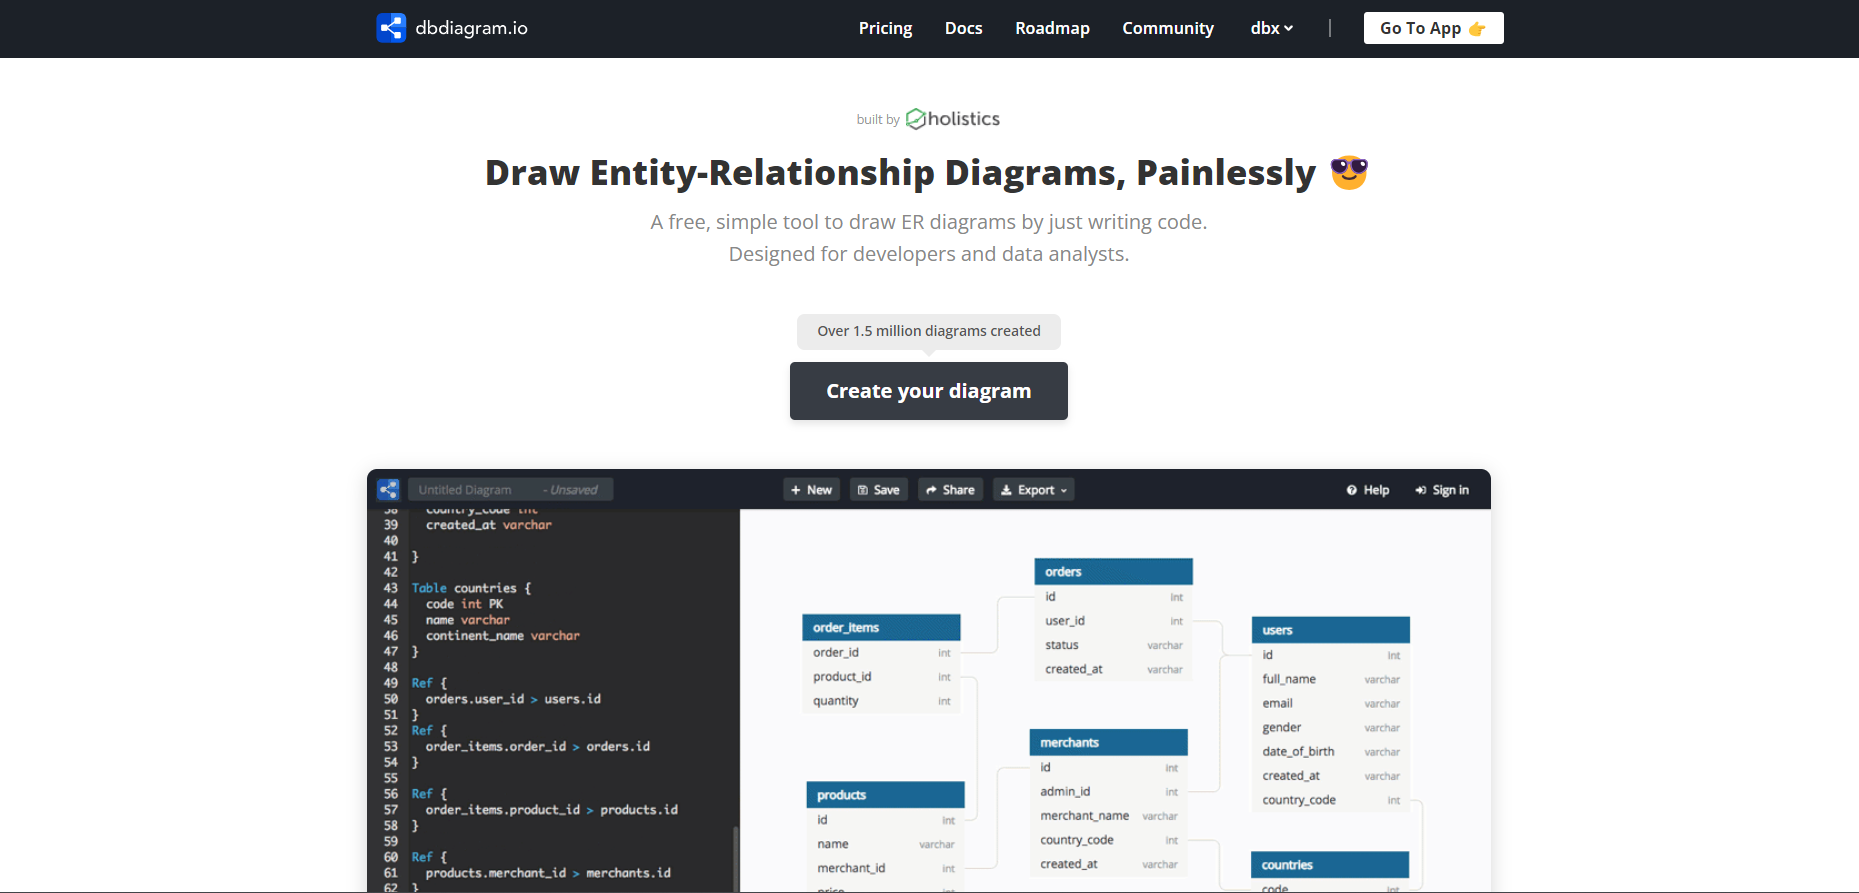 dbdiagram.io
Pricing Docs Roadmap Community dbx Go To App 👉
built by holistics
Draw Entity-Relationship Diagrams, Painlessly 😎
A free, simple tool to draw ER diagrams by just writing code.
Designed for developers and data analysts.
Over 1.5 million diagrams created
Create your diagram
Untitled Diagram - Unsaved + New Save Share Export Help Sign in
38 country_code int
39 created_at varchar
40
41 }
42
43 Table countries {
44 code int PK
45 name varchar
46 continent_name varchar
47 }
48
49 Ref {
50 orders.user_id > users.id
51 }
52 Ref {
53 order_items.order_id > orders.id
54 }
55
56 Ref {
57 order_items.product_id > products.id
58 }
59
60 Ref {
61 products.merchant_id > merchants.id
62 }
order_items
order_id int
product_id int
quantity int
orders
id int
user_id int
status varchar
created_at varchar
users
id int
full_name varchar
email varchar
gender varchar
date_of_birth varchar
created_at varchar
country_code int
merchants
id int
admin_id int
merchant_name varchar
country_code int
created_at varchar
products
id int
name varchar
merchant_id int
price int
countries
code int